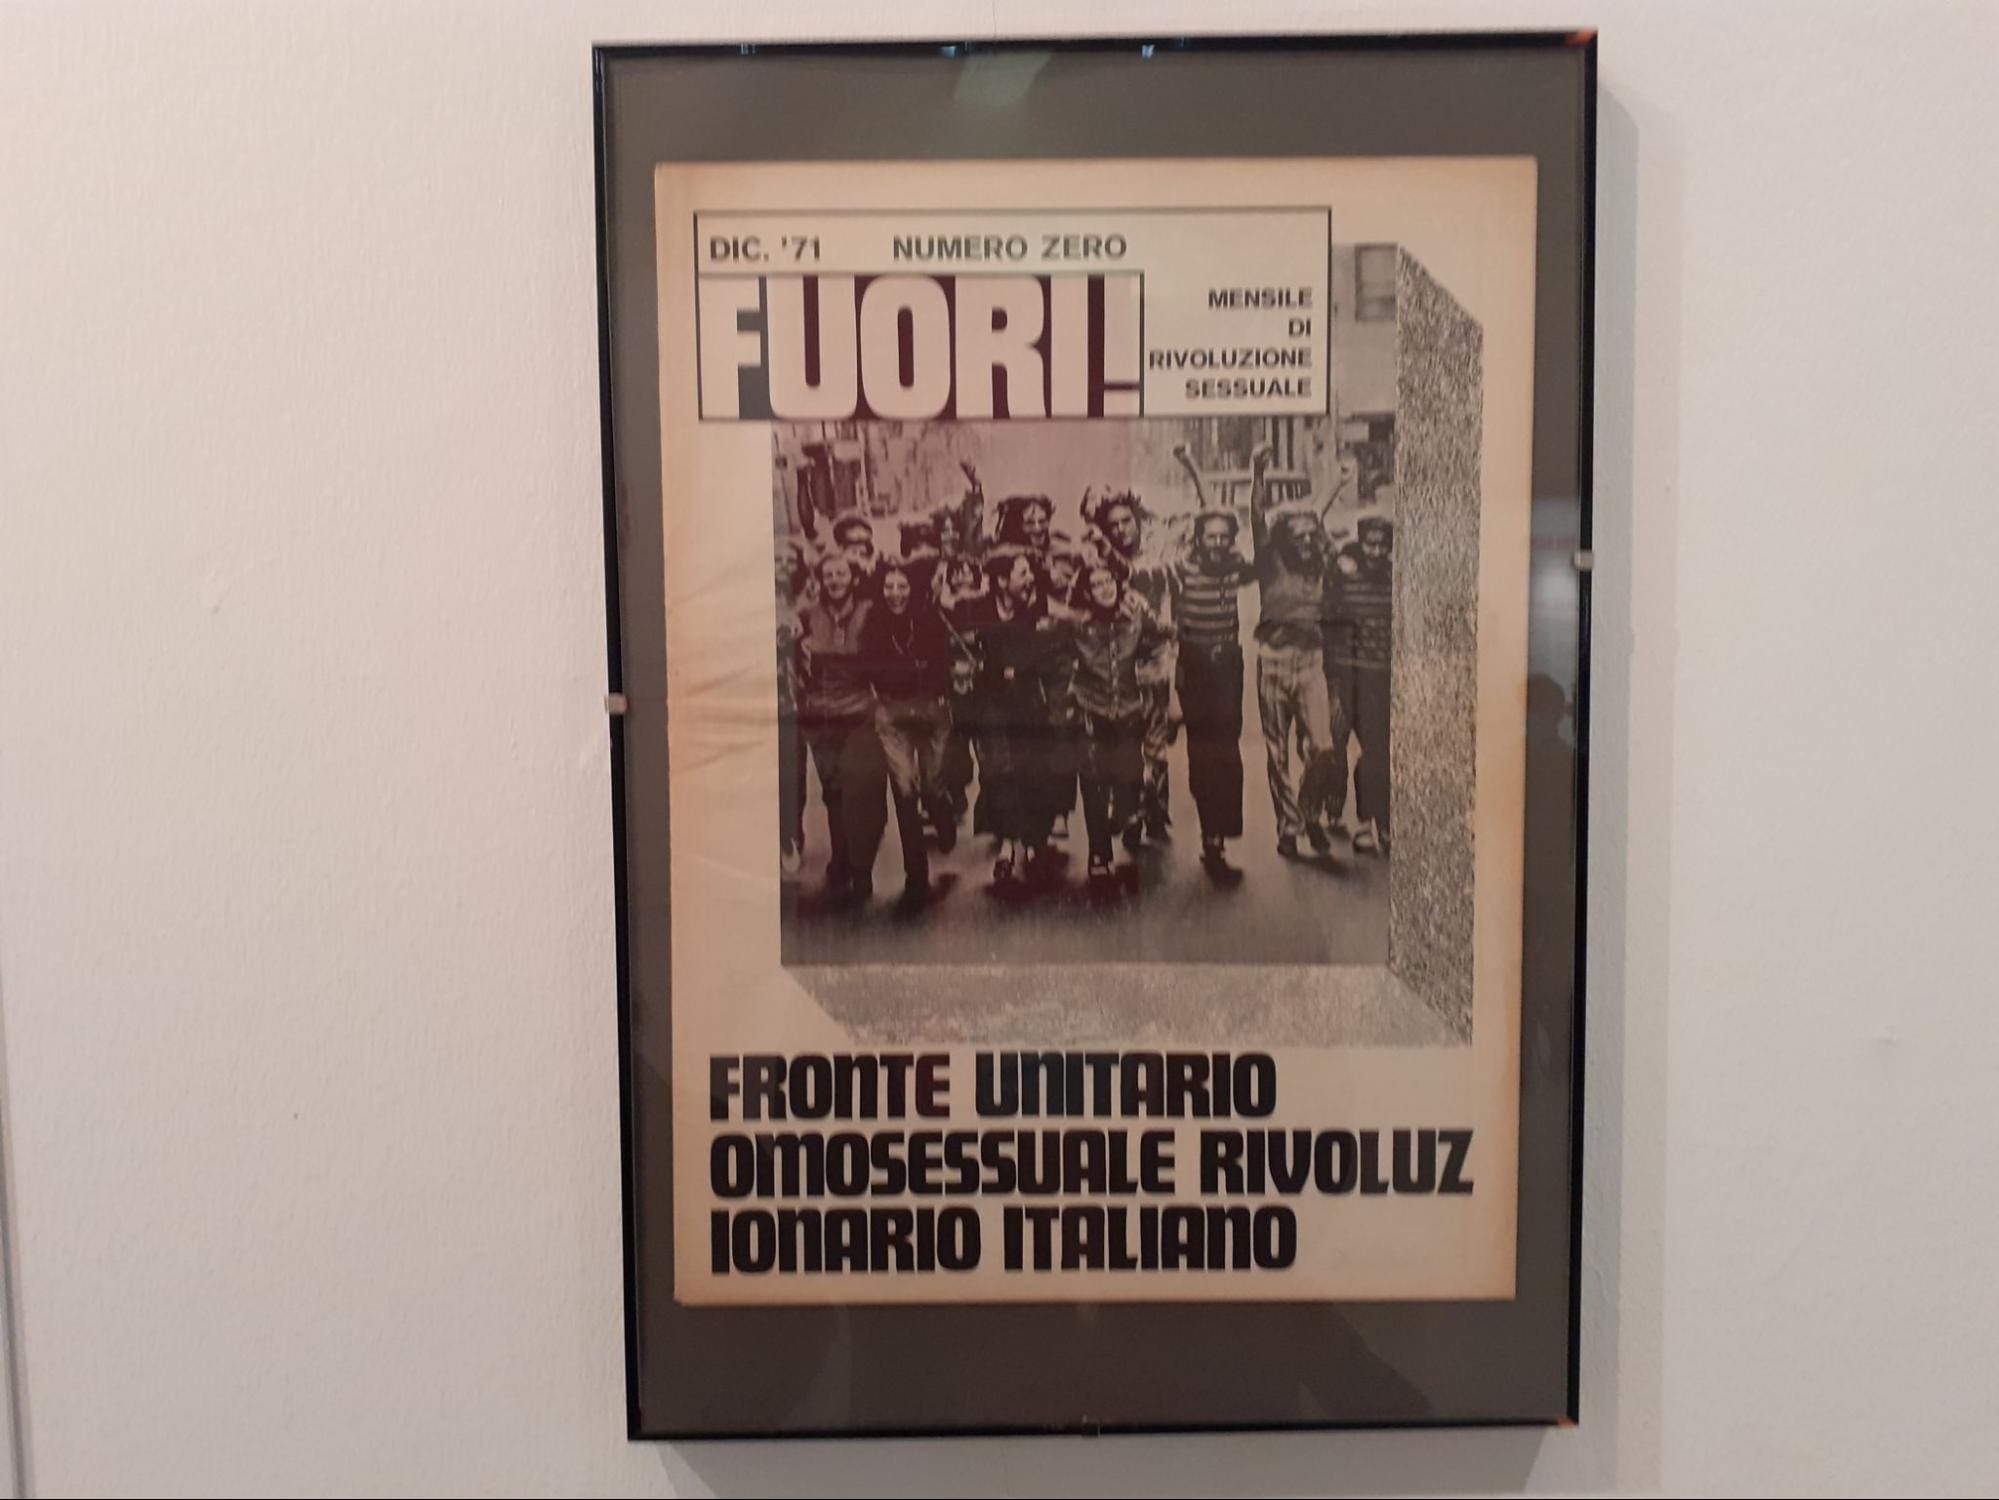 DIC. '71 NUMERO ZERO
FUORI!
MENSILE
DI
RIVOLUZIONE
SESSUALE
FRONTE UNITARIO
OMOSESSUALE RIVOLUZ
IONARIO ITALIANO